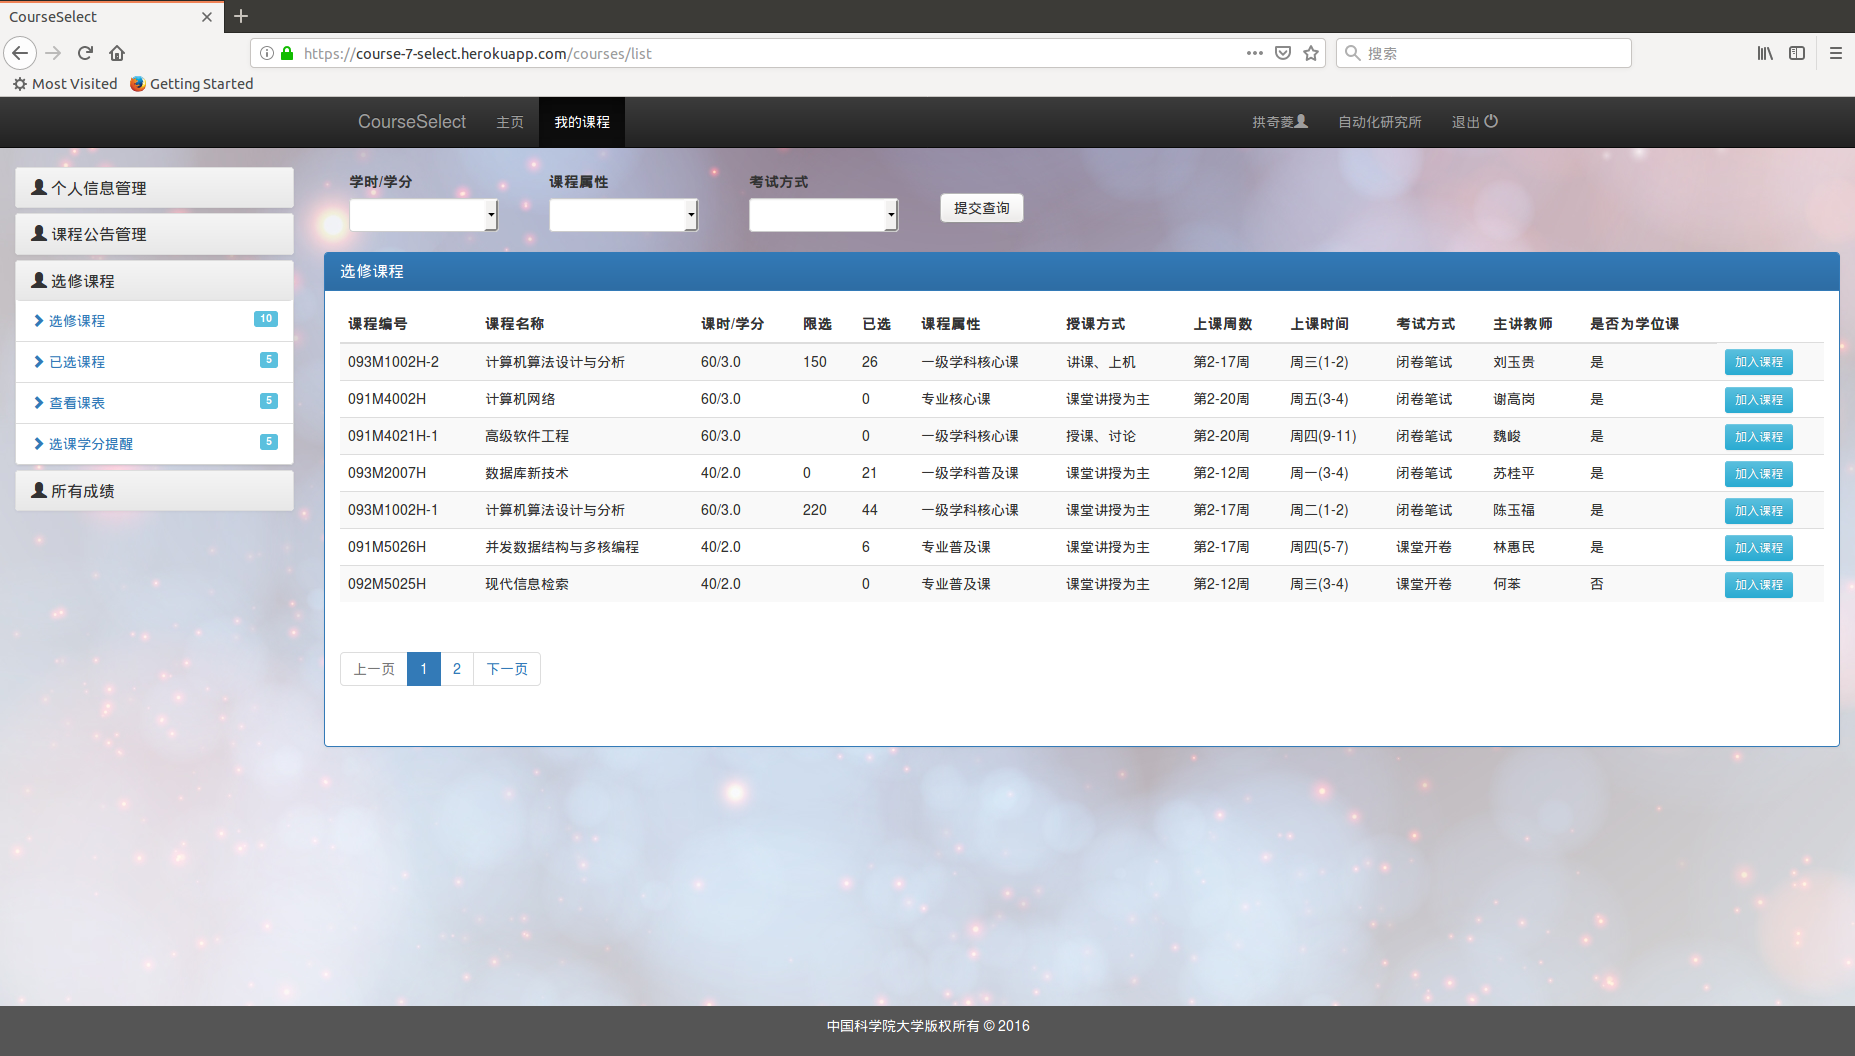 CourseSelect
https://course-7-select.herokuapp.com/courses/list
搜索
Most Visited Getting Started
CourseSelect 主页 我的课程 拱奇菱 自动化研究所 退出
个人信息管理
课程公告管理
选修课程
选修课程 10
已选课程 5
查看课表 5
选课学分提醒 5
所有成绩
学时/学分 课程属性 考试方式
提交查询
选修课程
课程编号 课程名称 课时/学分 限选 已选 课程属性 授课方式 上课周数 上课时间 考试方式 主讲教师 是否为学位课
093M1002H-2 计算机算法设计与分析 60/3.0 150 26 一级学科核心课 讲课、上机 第2-17周 周三(1-2) 闭卷笔试 刘玉贵 是 加入课程
091M4002H 计算机网络 60/3.0 0 专业核心课 课堂讲授为主 第2-20周 周五(3-4) 闭卷笔试 谢高岗 是 加入课程
091M4021H-1 高级软件工程 60/3.0 0 一级学科核心课 授课、讨论 第2-20周 周四(9-11) 闭卷笔试 魏峻 是 加入课程
093M2007H 数据库新技术 40/2.0 0 21 一级学科普及课 课堂讲授为主 第2-12周 周一(3-4) 闭卷笔试 苏桂平 是 加入课程
093M1002H-1 计算机算法设计与分析 60/3.0 220 44 一级学科核心课 课堂讲授为主 第2-17周 周二(1-2) 闭卷笔试 陈玉福 是 加入课程
091M5026H 并发数据结构与多核编程 40/2.0 6 专业普及课 课堂讲授为主 第2-17周 周四(5-7) 课堂开卷 林惠民 是 加入课程
092M5025H 现代信息检索 40/2.0 0 专业普及课 课堂讲授为主 第2-12周 周三(3-4) 课堂开卷 何苯 否 加入课程
上一页 1 2 下一页
中国科学院大学版权所有 © 2016